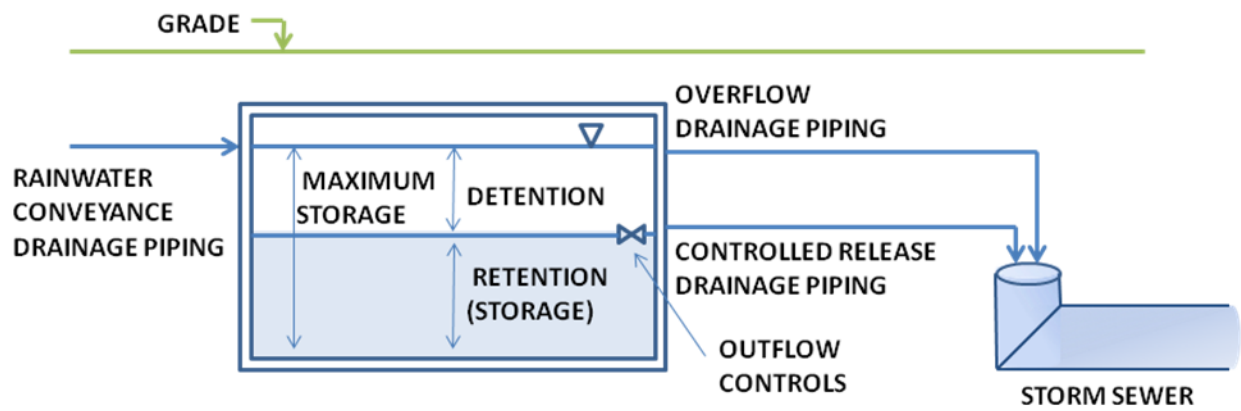 GRADE
OVERFLOW
DRAINAGE PIPING
RAINWATER
CONVEYANCE
DRAINAGE PIPING
MAXIMUM
STORAGE
DETENTION
CONTROLLED RELEASE
DRAINAGE PIPING
RETENTION
(STORAGE)
OUTFLOW
CONTROLS
STORM SEWER